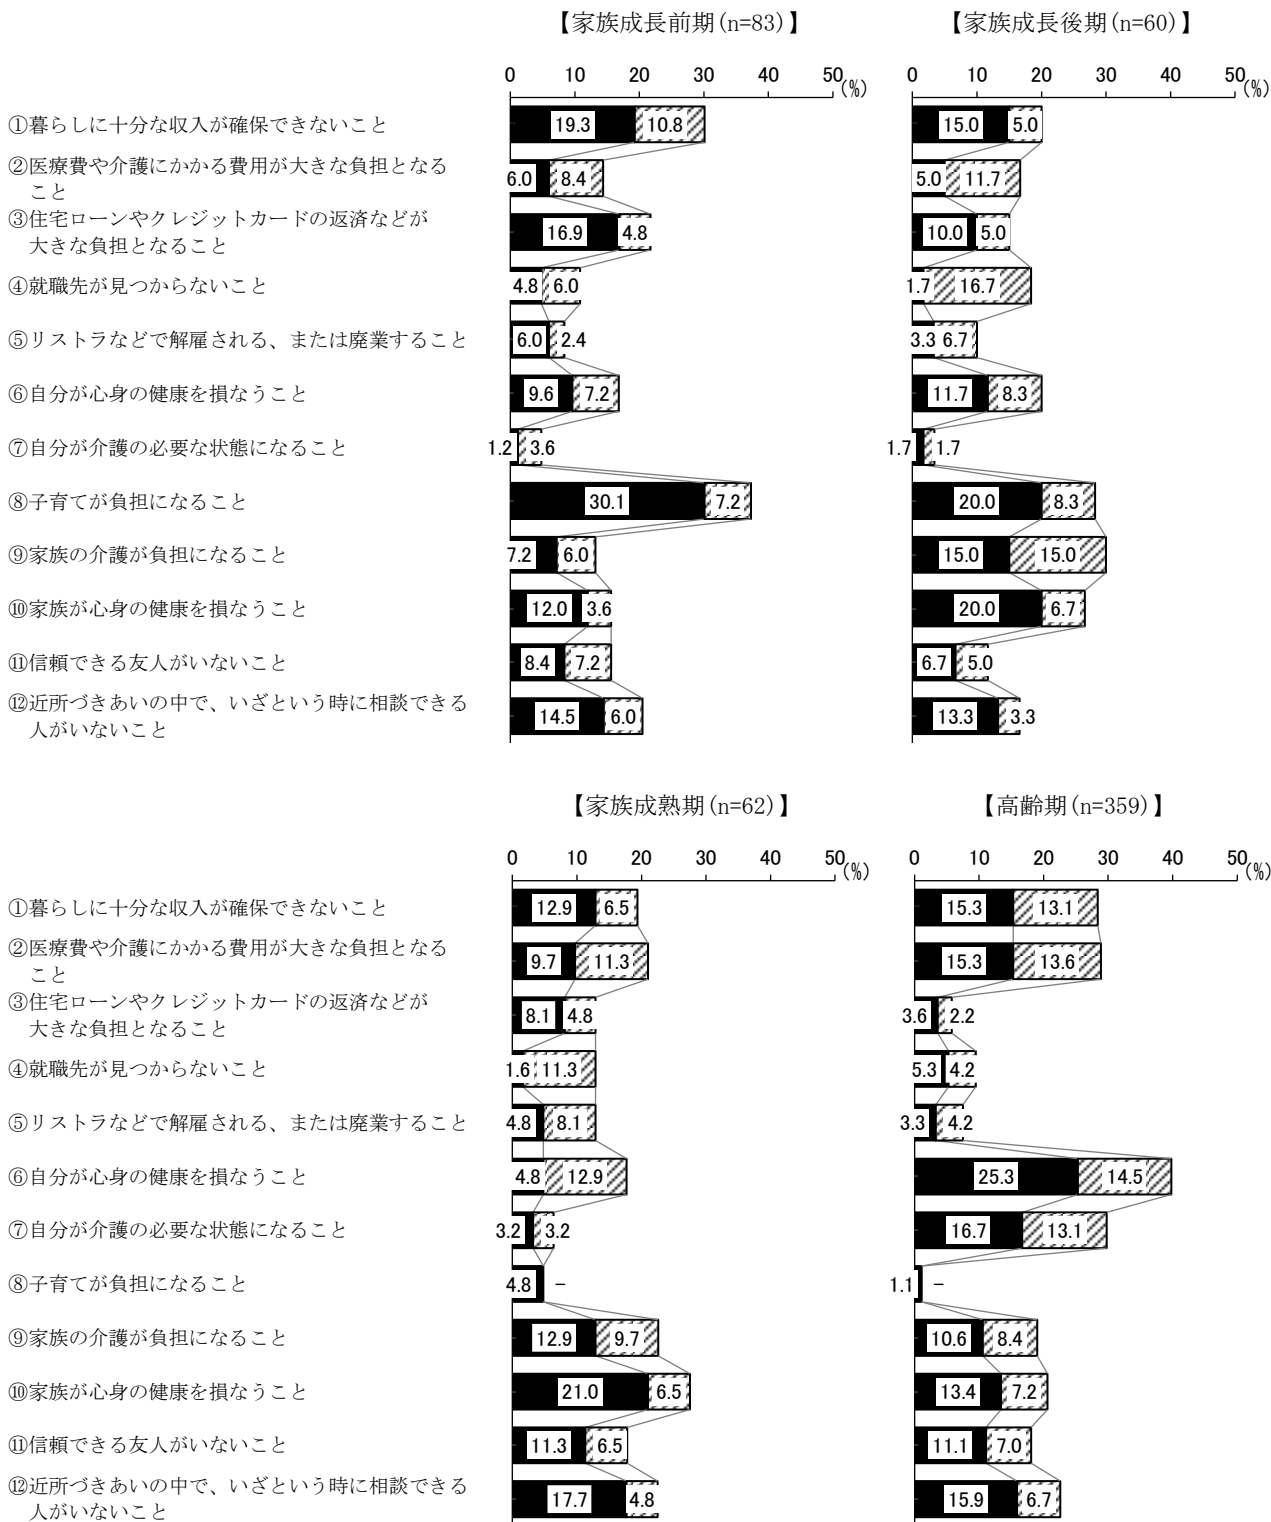 【家族成長前期(n=83)】 【家族成長後期(n=60)】
0 10 20 30 40 50(%) 0 10 20 30 40 50(%)
①暮らしに十分な収入が確保できないこと 19.3 10.8 15.0 5.0
②医療費や介護にかかる費用が大きな負担となる
こと 6.0 8.4 5.0 11.7
③住宅ローンやクレジットカードの返済などが
大きな負担となること 16.9 4.8 10.0 5.0
④就職先が見つからないこと 4.8 6.0 1.7 16.7
⑤リストラなどで解雇される、または廃業すること 6.0 2.4 3.3 6.7
⑥自分が心身の健康を損なうこと 9.6 7.2 11.7 8.3
⑦自分が介護の必要な状態になること 1.2 3.6 1.7 1.7
⑧子育てが負担になること 30.1 7.2 20.0 8.3
⑨家族の介護が負担になること 7.2 6.0 15.0 15.0
⑩家族が心身の健康を損なうこと 12.0 3.6 20.0 6.7
⑪信頼できる友人がいないこと 8.4 7.2 6.7 5.0
⑫近所づきあいの中で、いざという時に相談できる
人がいないこと 14.5 6.0 13.3 3.3
【家族成熟期(n=62)】 【高齢期(n=359)】
0 10 20 30 40 50(%) 0 10 20 30 40 50(%)
①暮らしに十分な収入が確保できないこと 12.9 6.5 15.3 13.1
②医療費や介護にかかる費用が大きな負担となる
こと 9.7 11.3 15.3 13.6
③住宅ローンやクレジットカードの返済などが
大きな負担となること 8.1 4.8 3.6 2.2
④就職先が見つからないこと 1.6 11.3 5.3 4.2
⑤リストラなどで解雇される、または廃業すること 4.8 8.1 3.3 4.2
⑥自分が心身の健康を損なうこと 4.8 12.9 25.3 14.5
⑦自分が介護の必要な状態になること 3.2 3.2 16.7 13.1
⑧子育てが負担になること 4.8 － 1.1 －
⑨家族の介護が負担になること 12.9 9.7 10.6 8.4
⑩家族が心身の健康を損なうこと 21.0 6.5 13.4 7.2
⑪信頼できる友人がいないこと 11.3 6.5 11.1 7.0
⑫近所づきあいの中で、いざという時に相談できる
人がいないこと 17.7 4.8 15.9 6.7